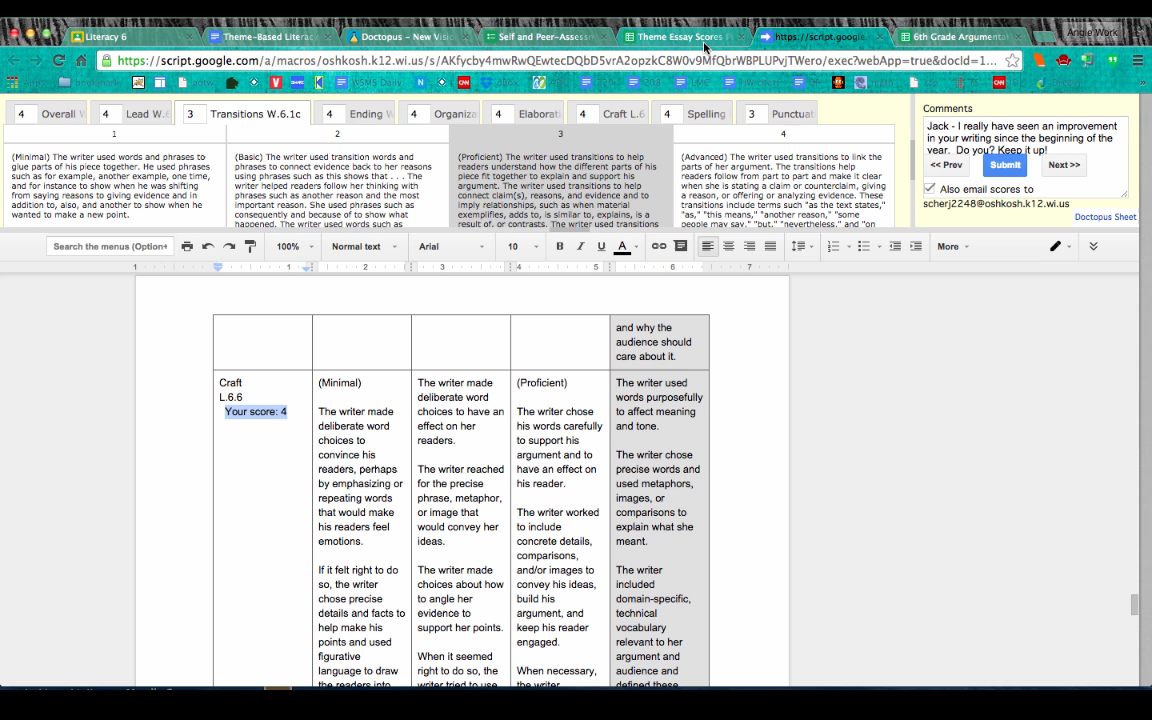 Literacy 6
Theme-Based Literac
Doctopus – New Visi
Self and Peer-Assessm
Theme Essay Scores
https://script.google.
6th Grade Argumenta
Angie Work
https://script.google.com/a/macros/oshkosh.k12.wi.us/s/AKfycby4mwRwQEwtecDQbD5vrA2opzkC8W0v9MfQbrWBPLUPvjTWero/exec?webApp=true&docId=1...
4 Overall W
4 Lead W.
3 Transitions W.6.1c
4 Ending W
4 Organiza
4 Elaborati
4 Craft L.6
4 Spelling
3 Punctuat
1
2
3
4
(Minimal) The writer used words and phrases to
glue parts of his piece together. He used phrases
such as for example, another example, one time,
and for instance to show when he was shifting
from saying reasons to giving evidence and in
addition to, also, and another to show when he
wanted to make a new point.
(Basic) The writer used transition words and
phrases to connect evidence back to her reasons
using phrases such as this shows that . . . . The
writer helped readers follow her thinking with
phrases such as another reason and the most
important reason. She used phrases such as
consequently and because of to show what
happened. The writer used words such as
(Proficient) The writer used transitions to help
readers understand how the different parts of his
piece fit together to explain and support his
argument. The writer used transitions to help
connect claim(s), reasons, and evidence and to
imply relationships, such as when material
exemplifies, adds to, is similar to, explains, is a
result of, or contrasts. The writer used transitions
(Advanced) The writer used transitions to link the
parts of her argument. The transitions help
readers follow from part to part and make it clear
when she is stating a claim or counterclaim, giving
a reason, or offering or analyzing evidence. These
transitions include terms such as "as the text states,"
"as," "this means," "another reason," "some
people may say," "but," "nevertheless," and "on
Comments
Jack - I really have seen an improvement
in your writing since the beginning of the
year. Do you? Keep it up!
<< Prev
Submit
Next >>
Also email scores to
scherj2248@oshkosh.k12.wi.us
Doctopus Sheet
Search the menus (Option+
100%
Normal text
Arial
10
B I U A
More
1 1 2 3 4 5 6 7
and why the
audience should
care about it.
Craft
L.6.6
Your score: 4
(Minimal)
The writer made
deliberate word
choices to
convince his
readers, perhaps
by emphasizing or
repeating words
that would make
his readers feel
emotions.
If it felt right to do
so, the writer
chose precise
details and facts to
help make his
points and used
figurative
language to draw
the readers into
The writer made
deliberate word
choices to have an
effect on her
readers.
The writer reached
for the precise
phrase, metaphor,
or image that
would convey her
ideas.
The writer made
choices about how
to angle her
evidence to
support her points.
When it seemed
right to do so, the
writer tried to use
(Proficient)
The writer chose
his words carefully
to support his
argument and to
have an effect on
his reader.
The writer worked
to include
concrete details,
comparisons,
and/or images to
convey his ideas,
build his
argument, and
keep his reader
engaged.
When necessary,
the writer
The writer used
words purposefully
to affect meaning
and tone.
The writer chose
precise words and
used metaphors,
images, or
comparisons to
explain what she
meant.
The writer
included
domain-specific,
technical
vocabulary
relevant to her
argument and
audience and
defined these